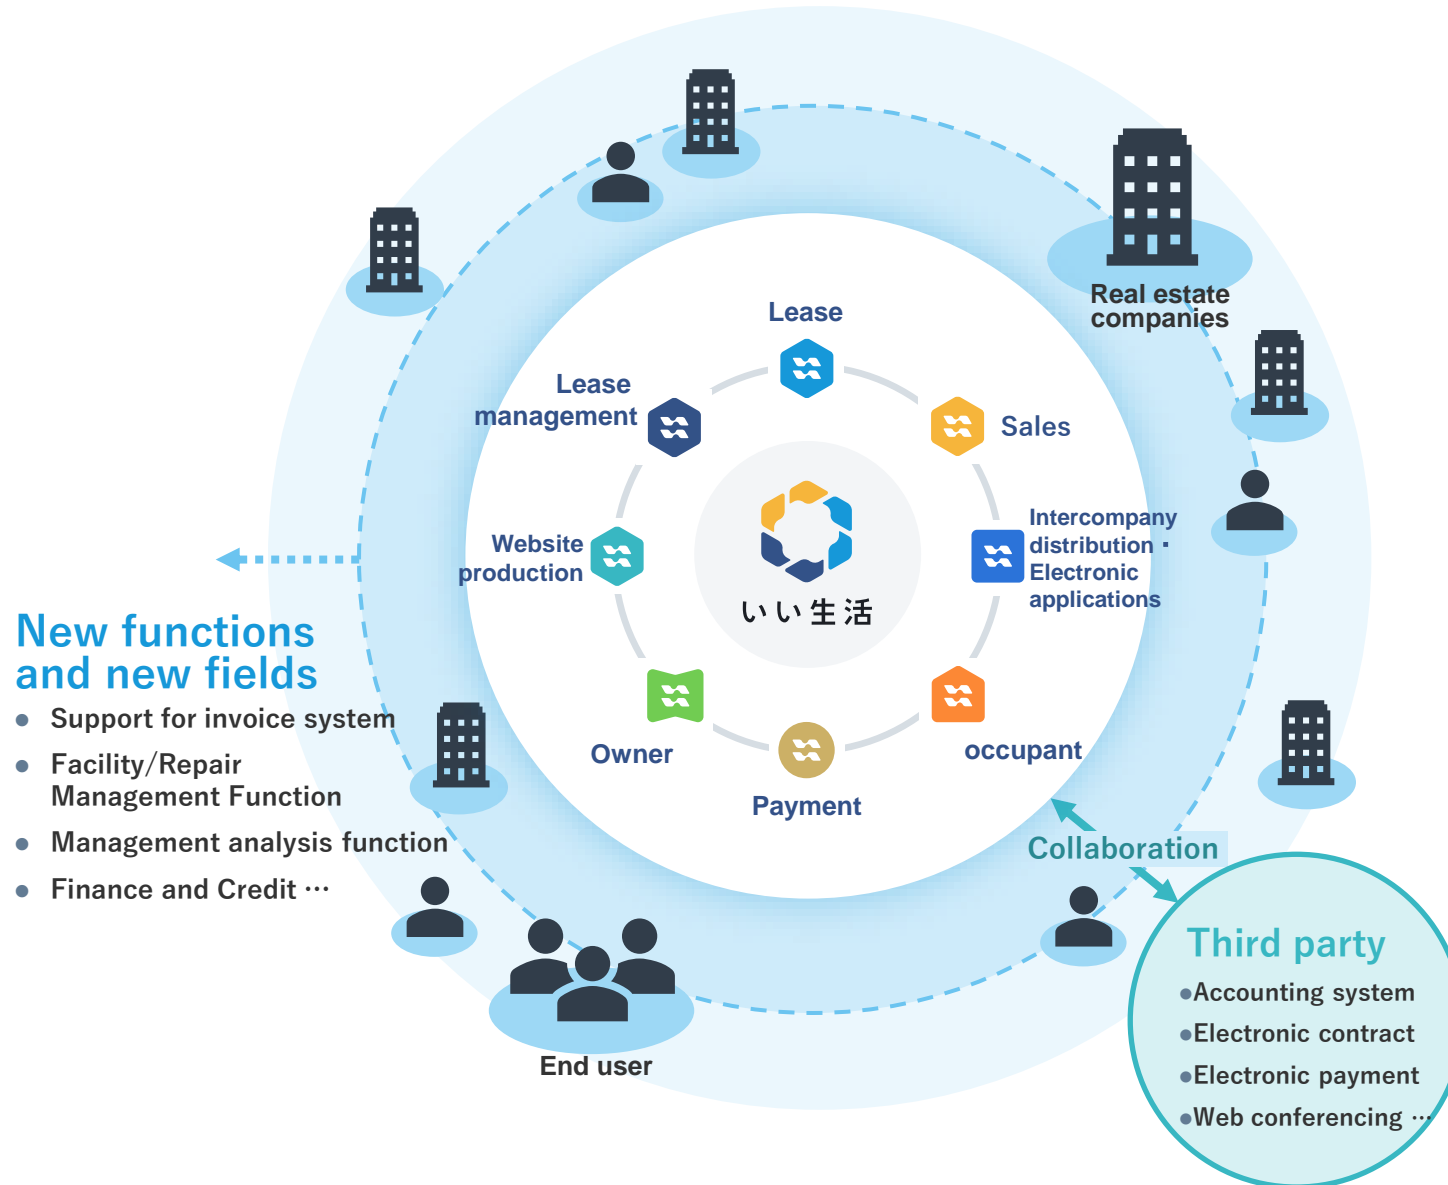 Real estate
companies
Lease
Lease
management
Sales
Website
production
Intercompany
distribution・
Electronic
applications
いい生活
Owner
occupant
Payment
New functions
and new fields
● Support for invoice system
● Facility/Repair
Management Function
● Management analysis function
● Finance and Credit …
Collaboration
End user
Third party
●Accounting system
●Electronic contract
●Electronic payment
●Web conferencing …